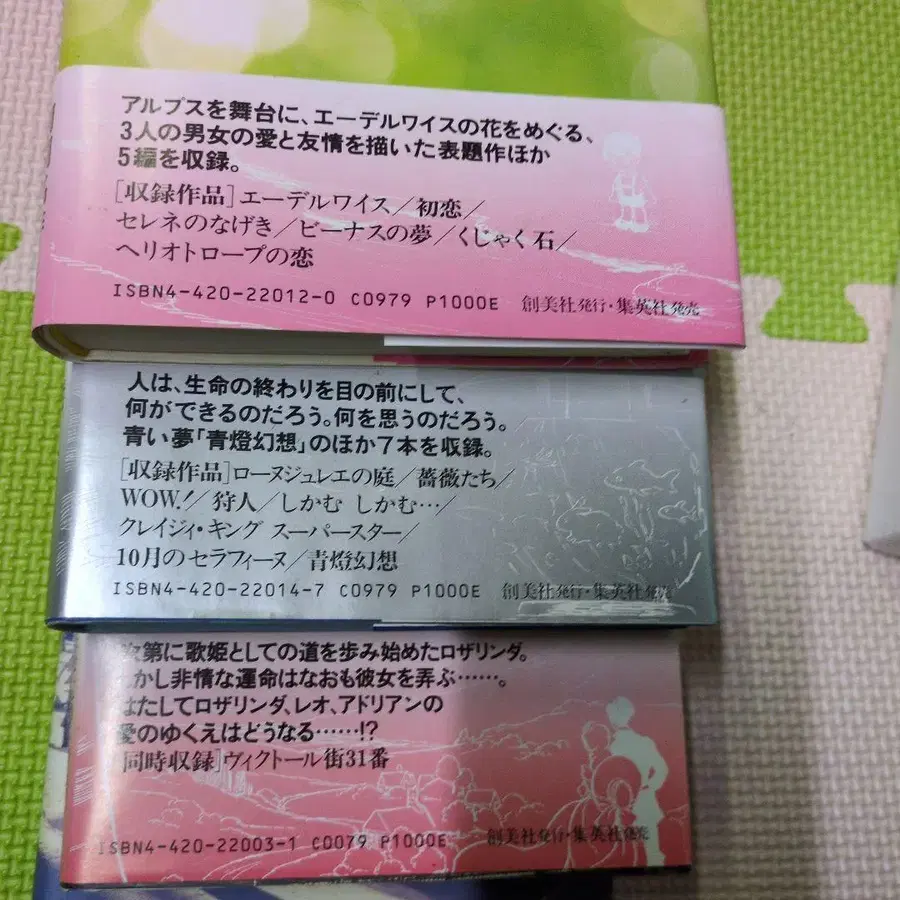 アルプスを舞台に、エーデルワイスの花をめぐる、
3人の男女の愛と友情を描いた表題作ほか
5編を収録。
[収録作品]エーデルワイス/初恋/
セレネのなげき/ビーナスの夢/くじゃく石/
ヘリオトロープの恋
ISBN4-420-22012-0 C0979 P1000E 創美社発行・集英社発売
人は、生命の終わりを目の前にして、
何ができるのだろう。何を思うのだろう。
青い夢「青燈幻想」のほか7本を収録。
[収録作品]ローヌジュレエの庭/薔薇たち/
WOW!/狩人/しかむ しかむ…/
クレイジィ・キング スーパースター/
10月のセラフィーヌ/青燈幻想
ISBN4-420-22014-7 C0979 P1000E 創美社発行・集英社発売
次第に歌姫としての道を歩み始めたロザリンダ。
しかし非情な運命はなおも彼女を弄ぶ……。
はたしてロザリンダ、レオ、アドリアンの
愛のゆくえはどうなる……!?
[同時収録]ヴィクトール街31番
ISBN4-420-22003-1 C0079 P1000E 創美社発行・集英社発売